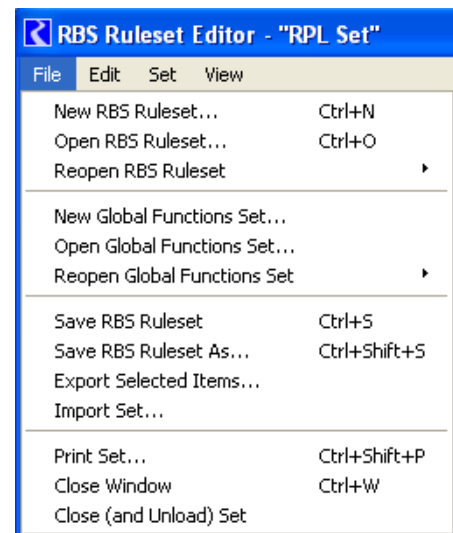 RBS Ruleset Editor - "RPL Set"
File Edit Set View
New RBS Ruleset... Ctrl+N
Open RBS Ruleset... Ctrl+O
Reopen RBS Ruleset
New Global Functions Set...
Open Global Functions Set...
Reopen Global Functions Set
Save RBS Ruleset Ctrl+S
Save RBS Ruleset As... Ctrl+Shift+S
Export Selected Items...
Import Set...
Print Set... Ctrl+Shift+P
Close Window Ctrl+W
Close (and Unload) Set